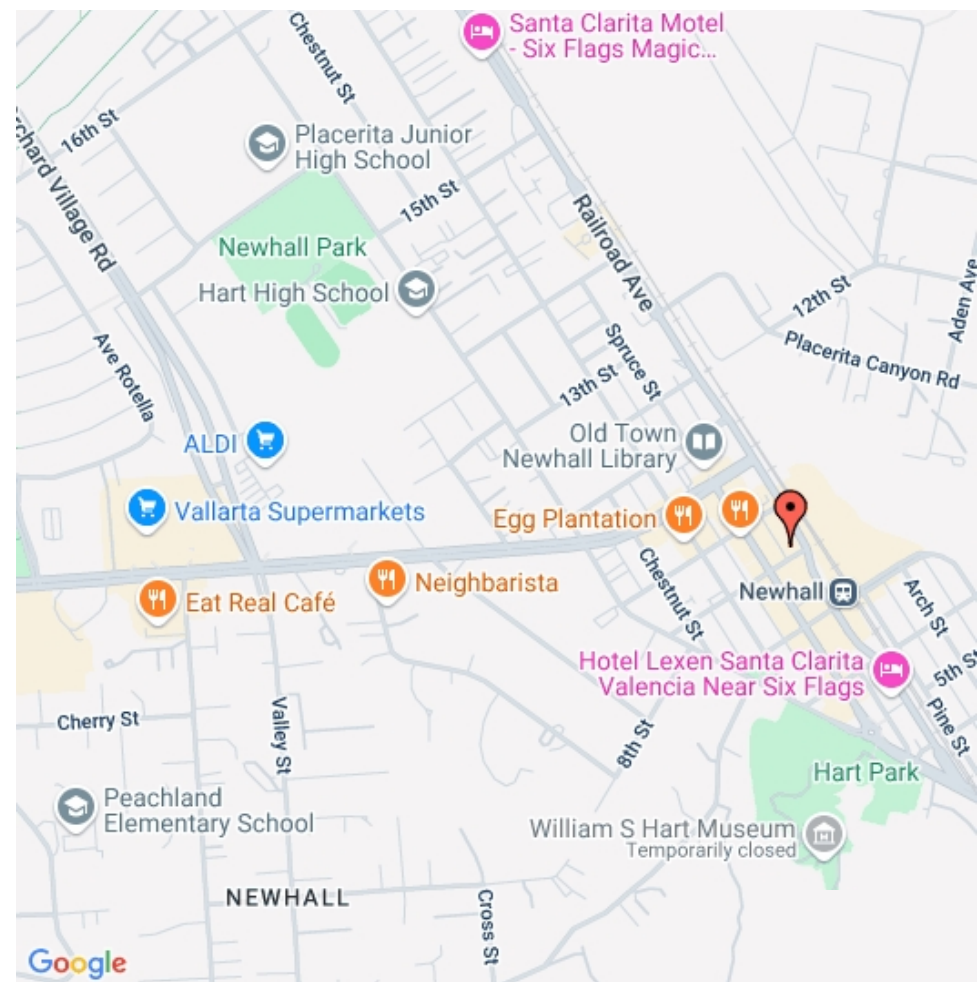 Santa Clarita Motel
- Six Flags Magic...
Chestnut St
16th St
Placerita Junior
High School
rchard Village Rd
15th St
Railroad Ave
Newhall Park
Hart High School
12th St
Aden Ave
Placerita Canyon Rd
Ave Rotella
Spruce St
13th St
ALDI
Old Town
Newhall Library
Vallarta Supermarkets
Egg Plantation
Neighbarista
Eat Real Café
Chestnut St
Newhall
Arch St
Hotel Lexen Santa Clarita
Valencia Near Six Flags
5th St
Cherry St
Valley St
8th St
Pine St
Hart Park
Peachland
Elementary School
William S Hart Museum
Temporarily closed
NEWHALL
Cross St
Google